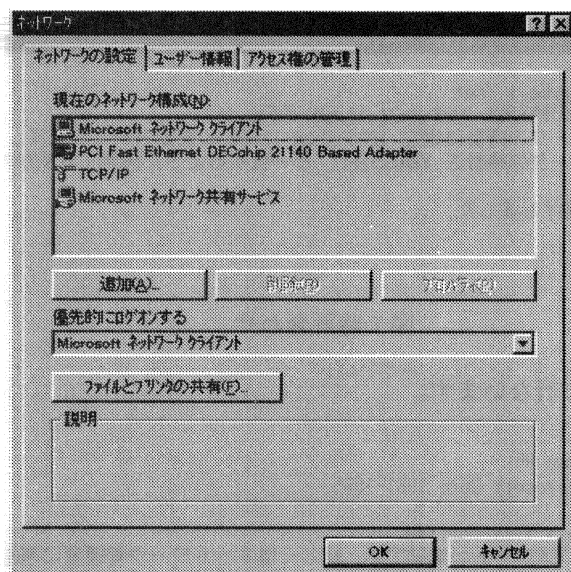 ネットワーク
ネットワークの設定 ユーザー情報 アクセス権の管理
現在のネットワーク構成(N):
Microsoft ネットワーク クライアント
PCI Fast Ethernet DECchip 21140 Based Adapter
TCP/IP
Microsoft ネットワーク共有サービス
追加(A)... 削除(R) プロパティ(P)
優先的にログオンする
Microsoft ネットワーク クライアント
ファイルとプリンタの共有(F)...
説明
OK キャンセル